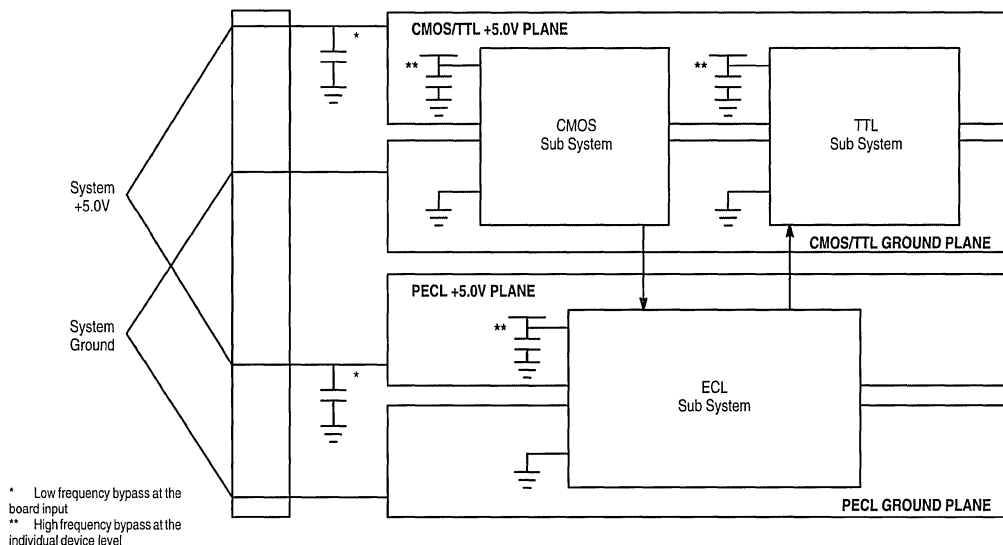 *
CMOS/TTL +5.0V PLANE
**
**
CMOS
Sub System
TTL
Sub System
System
+5.0V
CMOS/TTL GROUND PLANE
PECL +5.0V PLANE
System
Ground
**
*
ECL
Sub System
* Low frequency bypass at the
board input
** High frequency bypass at the
individual device level
PECL GROUND PLANE